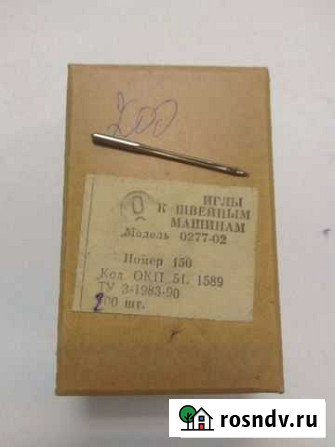 200
ИГЛЫ
К ШВЕЙНЫМ
МАШИНАМ
Модель 0277-02
Номер 150
Код ОКП 51. 1589
ТУ 3-1983-90
200 шт.
rosndv.ru